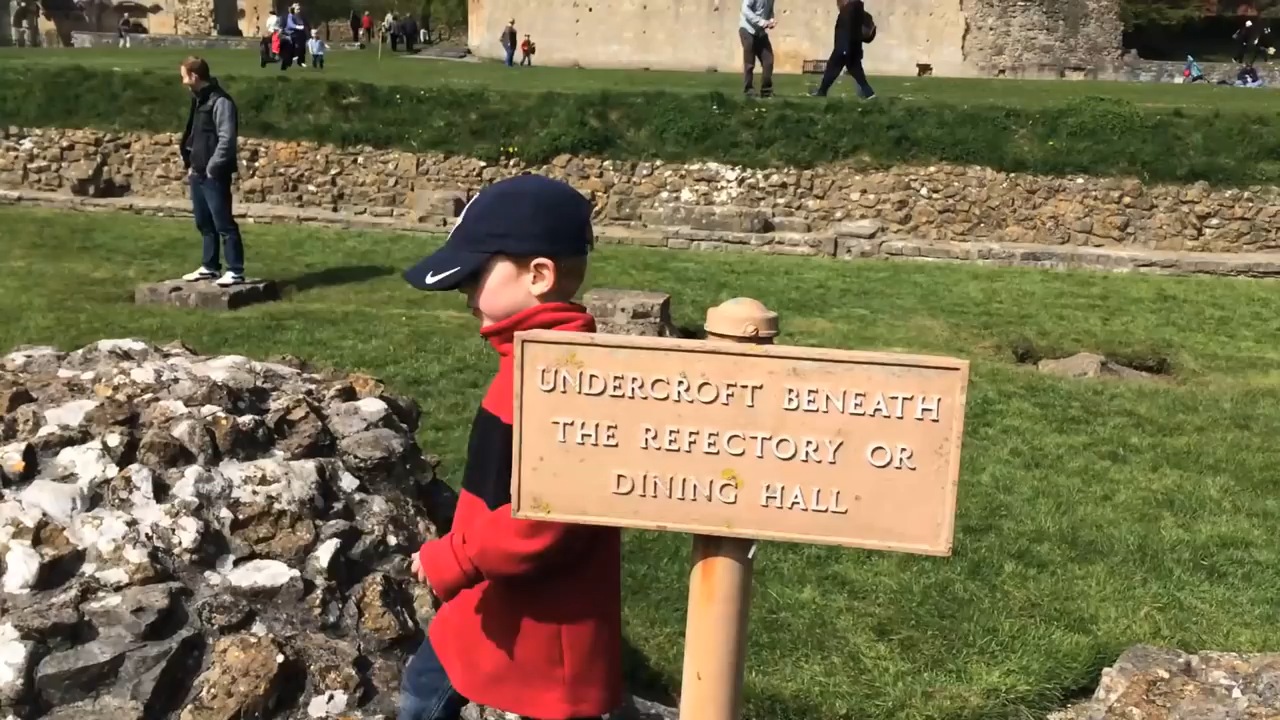 UNDERCROFT BENEATH
THE REFECTORY OR
DINING HALL